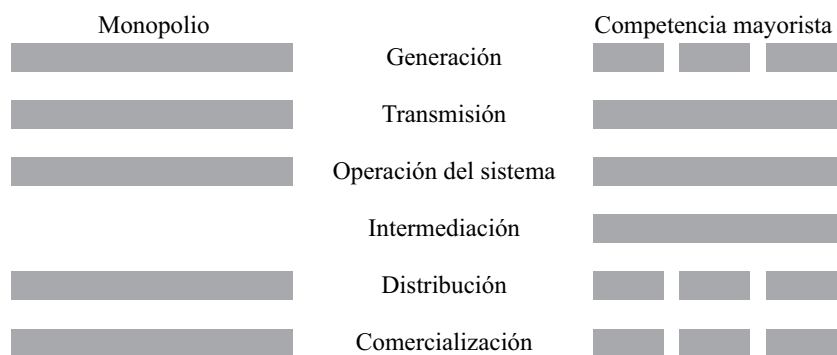 Monopolio
Competencia mayorista
Generación
Transmisión
Operación del sistema
Intermediación
Distribución
Comercialización